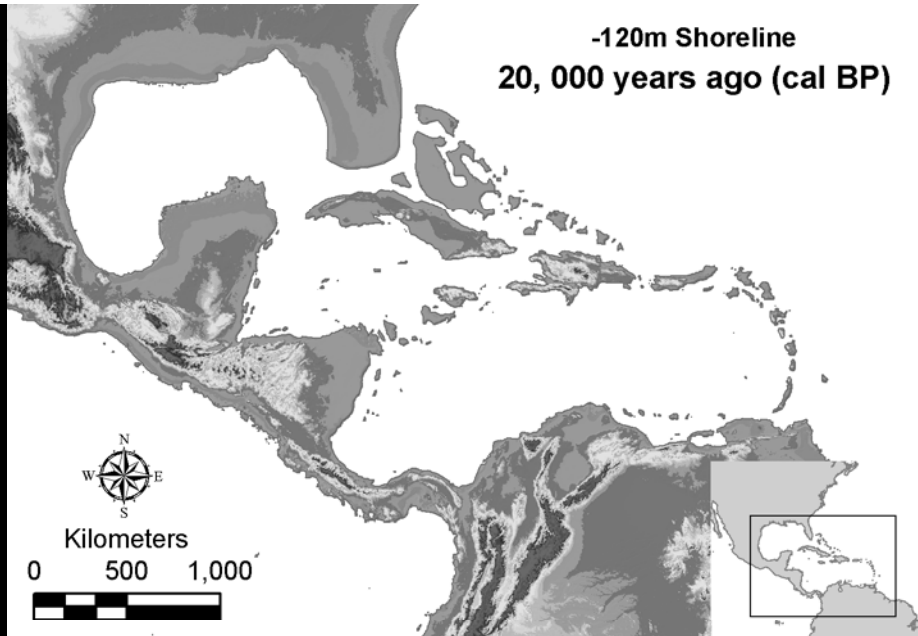 -120m Shoreline
20, 000 years ago (cal BP)
N
W E
S
Kilometers
0 500 1,000